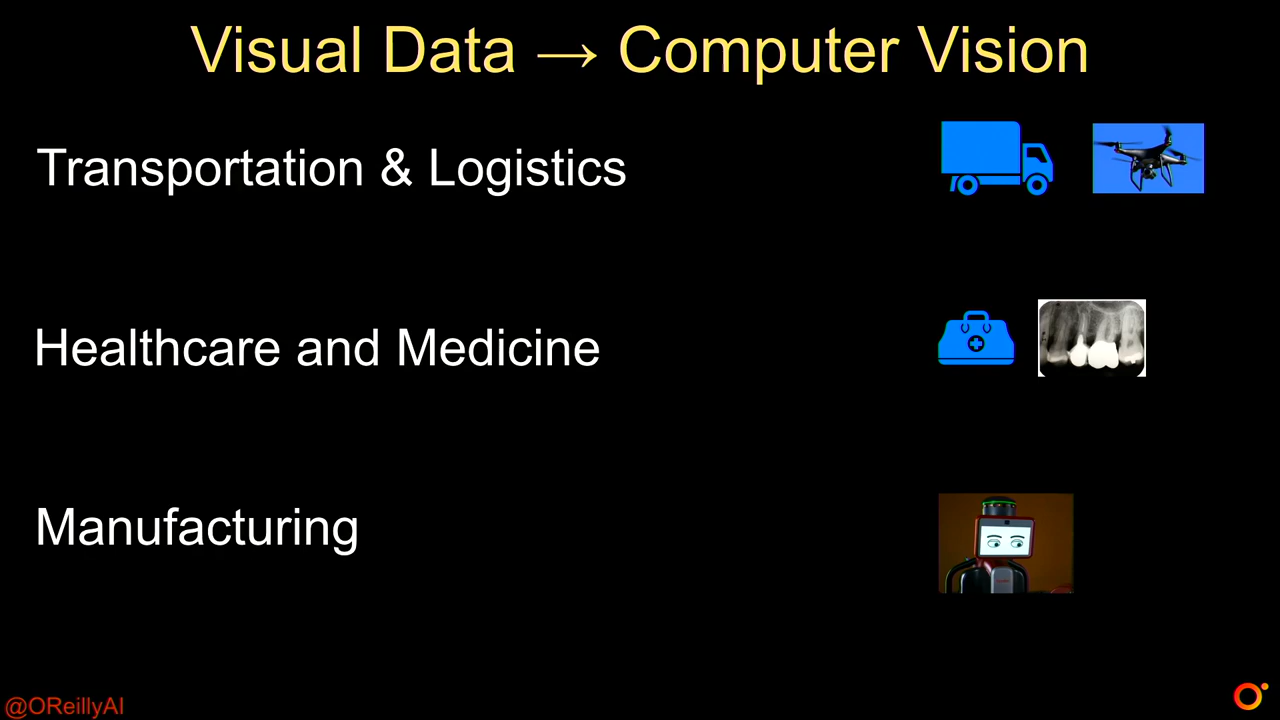 Visual Data → Computer Vision
Transportation & Logistics
Healthcare and Medicine
Manufacturing
@OReillyAI